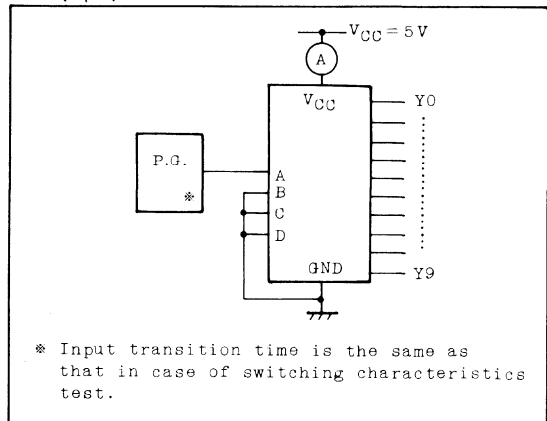 VCC = 5V
A
VCC
Y0
P.G.
※
A
B
C
D
GND
Y9
※ Input transition time is the same as
that in case of switching characteristics
test.